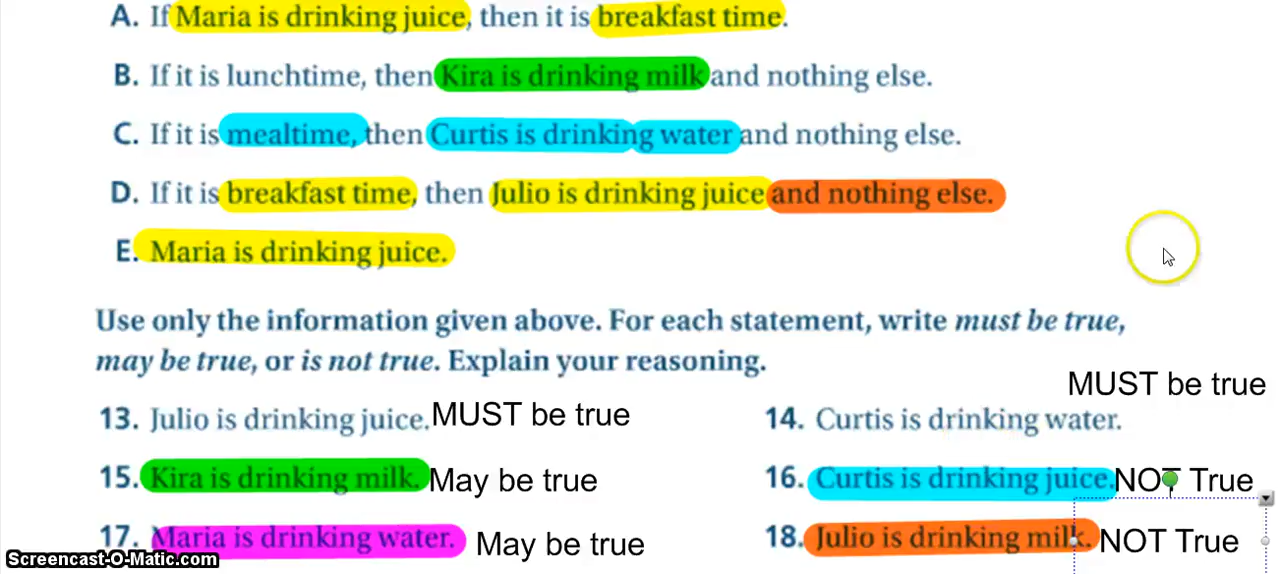 A. If Maria is drinking juice, then it is breakfast time.
B. If it is lunchtime, then Kira is drinking milk and nothing else.
C. If it is mealtime, then Curtis is drinking water and nothing else.
D. If it is breakfast time, then Julio is drinking juice and nothing else.
E. Maria is drinking juice.
Use only the information given above. For each statement, write must be true,
may be true, or is not true. Explain your reasoning.
MUST be true
13. Julio is drinking juice. MUST be true
14. Curtis is drinking water.
15. Kira is drinking milk. May be true
16. Curtis is drinking juice. NOT True
17. Maria is drinking water. May be true
18. Julio is drinking milk. NOT True
Screencast-O-Matic.com